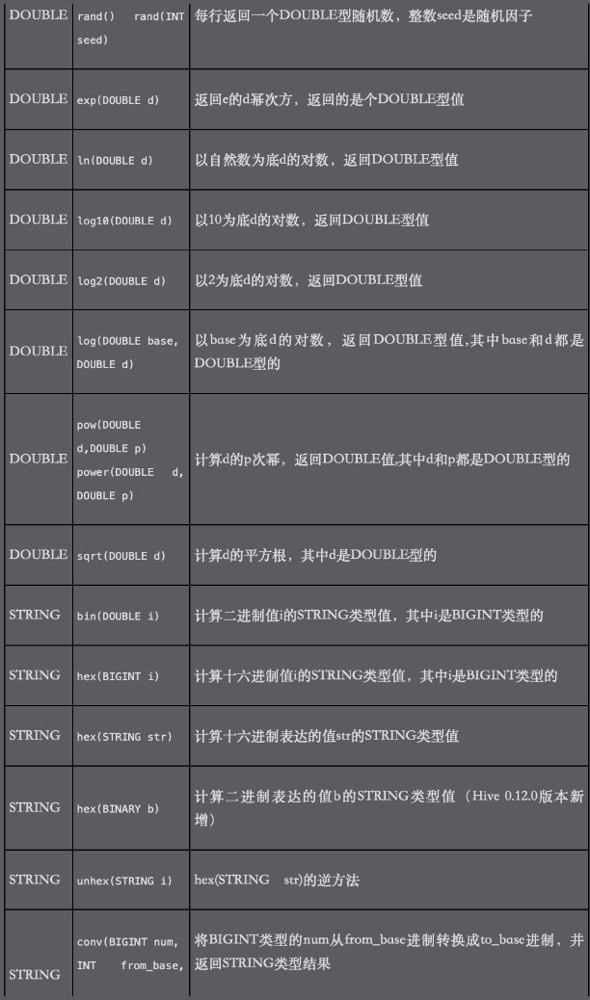 DOUBLE rand() rand(INT 每行返回一个DOUBLE型随机数，整数seed是随机因子
seed)
DOUBLE exp(DOUBLE d) 返回e的d幂次方，返回的是个DOUBLE型值
DOUBLE ln(DOUBLE d) 以自然数为底d的对数，返回DOUBLE型值
DOUBLE log10(DOUBLE d) 以10为底d的对数，返回DOUBLE型值
DOUBLE log2(DOUBLE d) 以2为底d的对数，返回DOUBLE型值
DOUBLE log(DOUBLE base, 以base为底d的对数，返回DOUBLE型值,其中base和d都是
DOUBLE d) DOUBLE型的
pow(DOUBLE
d,DOUBLE p)
DOUBLE power(DOUBLE d, 计算d的p次幂，返回DOUBLE值,其中d和p都是DOUBLE型的
DOUBLE p)
DOUBLE sqrt(DOUBLE d) 计算d的平方根，其中d是DOUBLE型的
STRING bin(DOUBLE i) 计算二进制值i的STRING类型值，其中i是BIGINT类型的
STRING hex(BIGINT i) 计算十六进制值i的STRING类型值，其中i是BIGINT类型的
STRING hex(STRING str) 计算十六进制表达的值str的STRING类型值
STRING hex(BINARY b) 计算二进制表达的值b的STRING类型值（Hive 0.12.0版本新
增）
STRING unhex(STRING i) hex(STRING str)的逆方法
conv(BIGINT num, 将BIGINT类型的num从from_base进制转换成to_base进制，并
STRING INT from_base, 返回STRING类型结果